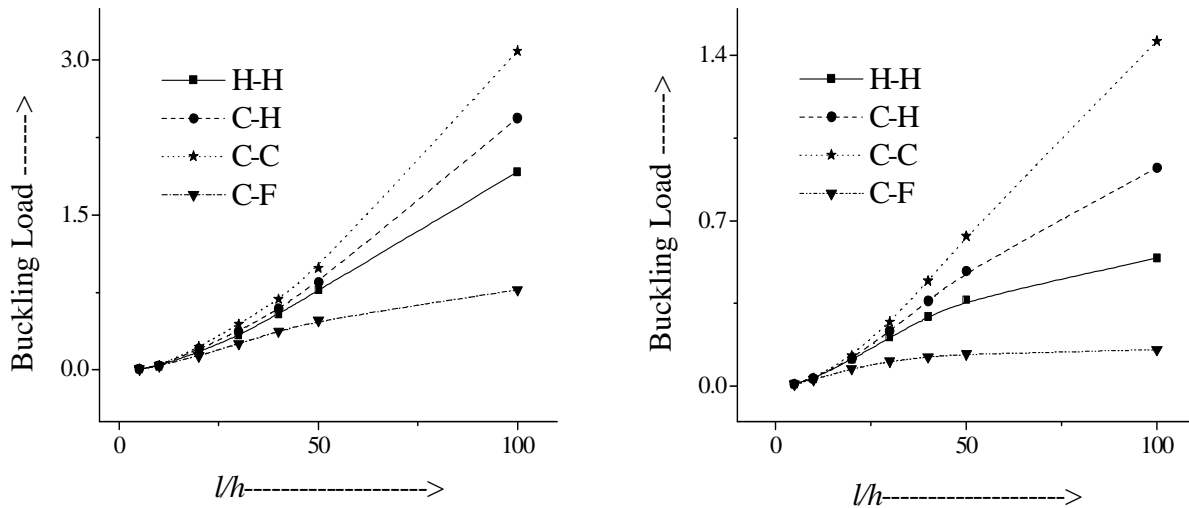 3.0
1.5
0.0
Buckling Load ------>
H-H
C-H
C-C
C-F
0
50
100
l/h------------------->
1.4
0.7
0.0
Buckling Load ------>
H-H
C-H
C-C
C-F
0
50
100
l/h------------------->